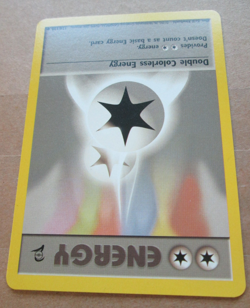 ENERGY
Double Colorless Energy
Provides energy.
Doesn't count as a basic Energy card.